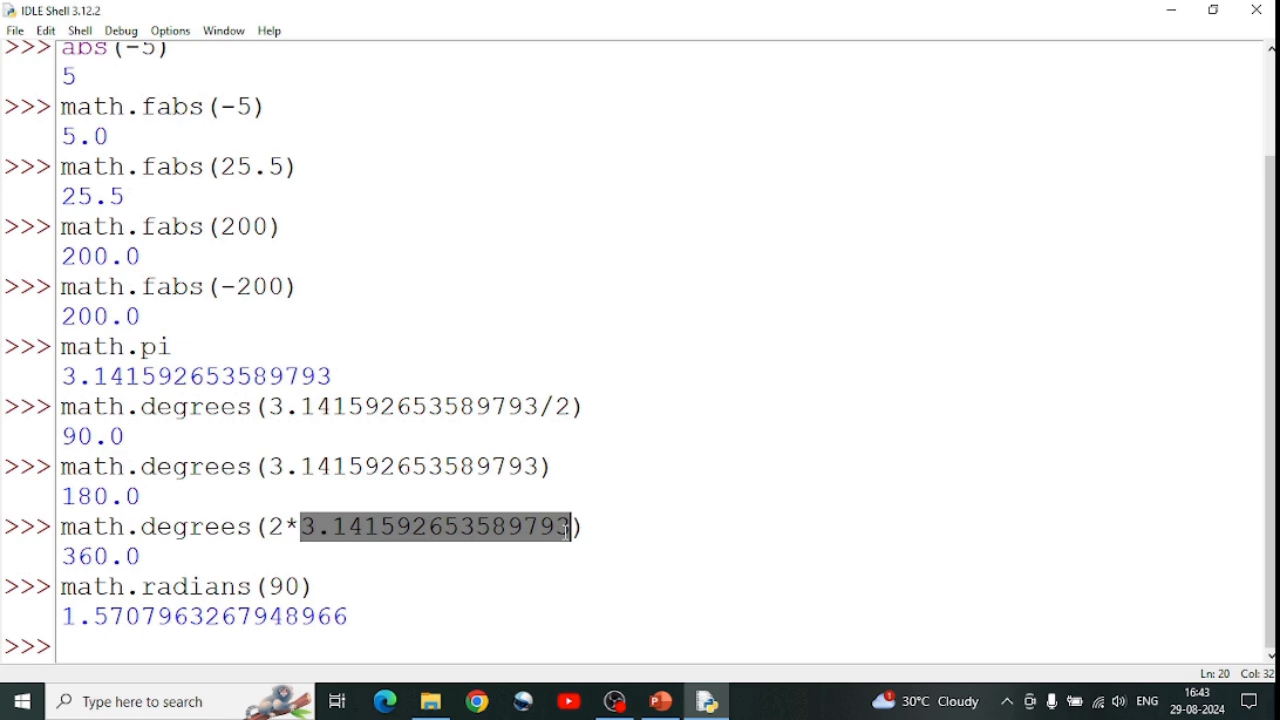 IDLE Shell 3.12.2
File Edit Shell Debug Options Window Help
>>> abs(-5)
5
>>> math.fabs(-5)
5.0
>>> math.fabs(25.5)
25.5
>>> math.fabs(200)
200.0
>>> math.fabs(-200)
200.0
>>> math.pi
3.141592653589793
>>> math.degrees(3.141592653589793/2)
90.0
>>> math.degrees(3.141592653589793)
180.0
>>> math.degrees(2*3.141592653589793)
360.0
>>> math.radians(90)
1.5707963267948966
>>>
Ln: 20 Col: 32
Type here to search
1
30°C Cloudy
ENG
16:43
29-08-2024